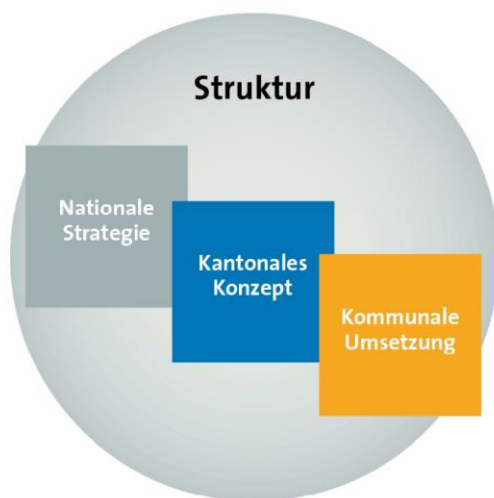 Struktur
Nationale
Strategie
Kantonales
Konzept
Kommunale
Umsetzung